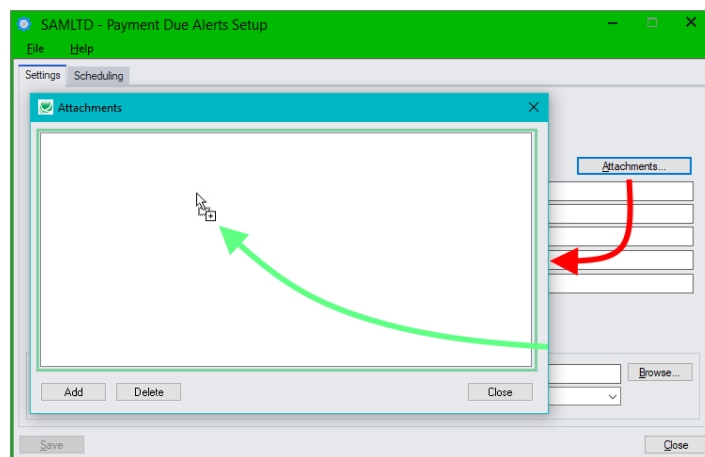 SAMLTD - Payment Due Alerts Setup
File Help
Settings Scheduling
Attachments
Attachments...
Browse...
Add Delete Close
Save Close